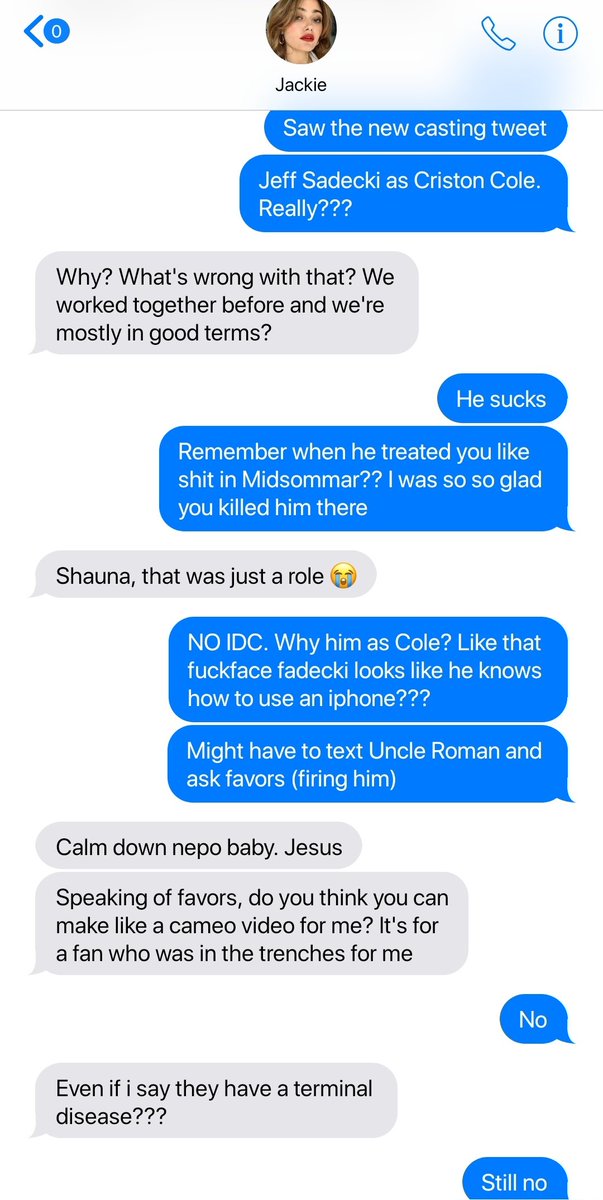 0
Jackie
Saw the new casting tweet
Jeff Sadecki as Criston Cole.
Really???
Why? What's wrong with that? We
worked together before and we're
mostly in good terms?
He sucks
Remember when he treated you like
shit in Midsommar?? I was so so glad
you killed him there
Shauna, that was just a role 😭
NO IDC. Why him as Cole? Like that
fuckface fadecki looks like he knows
how to use an iphone???
Might have to text Uncle Roman and
ask favors (firing him)
Calm down nepo baby. Jesus
Speaking of favors, do you think you can
make like a cameo video for me? It's for
a fan who was in the trenches for me
No
Even if i say they have a terminal
disease???
Still no